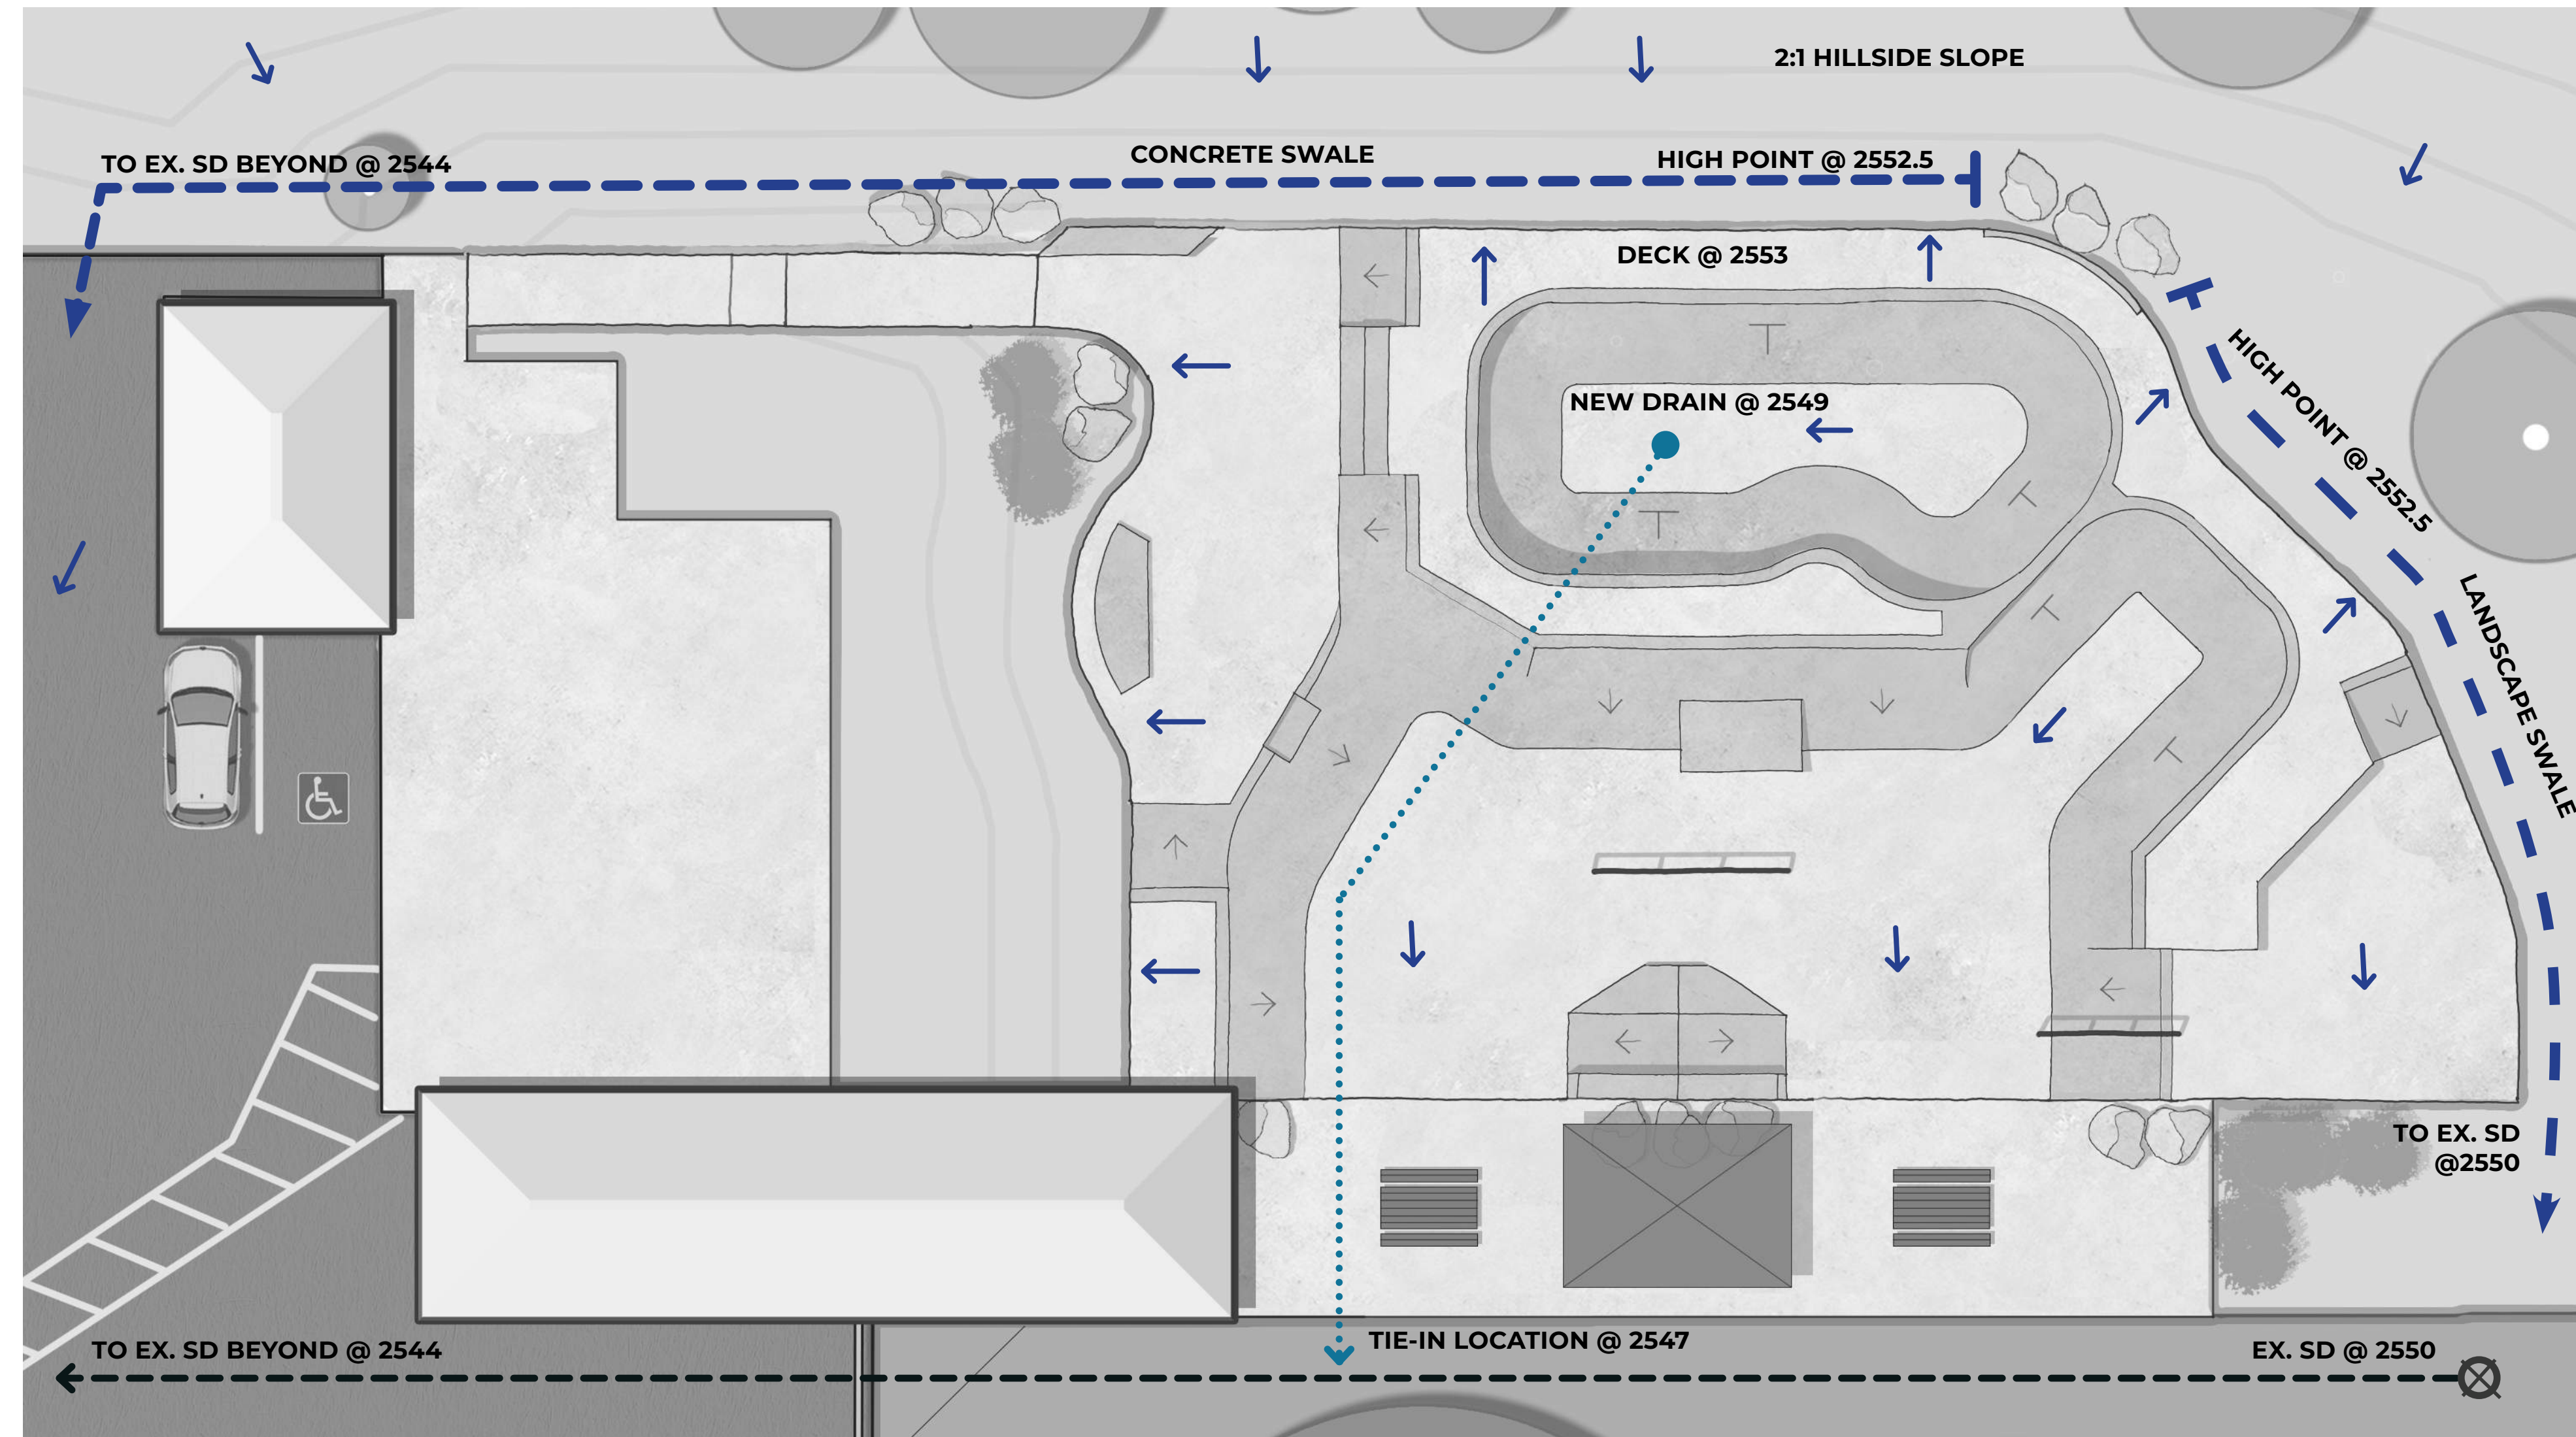 2:1 HILLSIDE SLOPE
TO EX. SD BEYOND @ 2544
CONCRETE SWALE
HIGH POINT @ 2552.5
DECK @ 2553
NEW DRAIN @ 2549
HIGH POINT @ 2552.5
LANDSCAPE SWALE
TO EX. SD
@2550
TIE-IN LOCATION @ 2547
TO EX. SD BEYOND @ 2544
EX. SD @ 2550